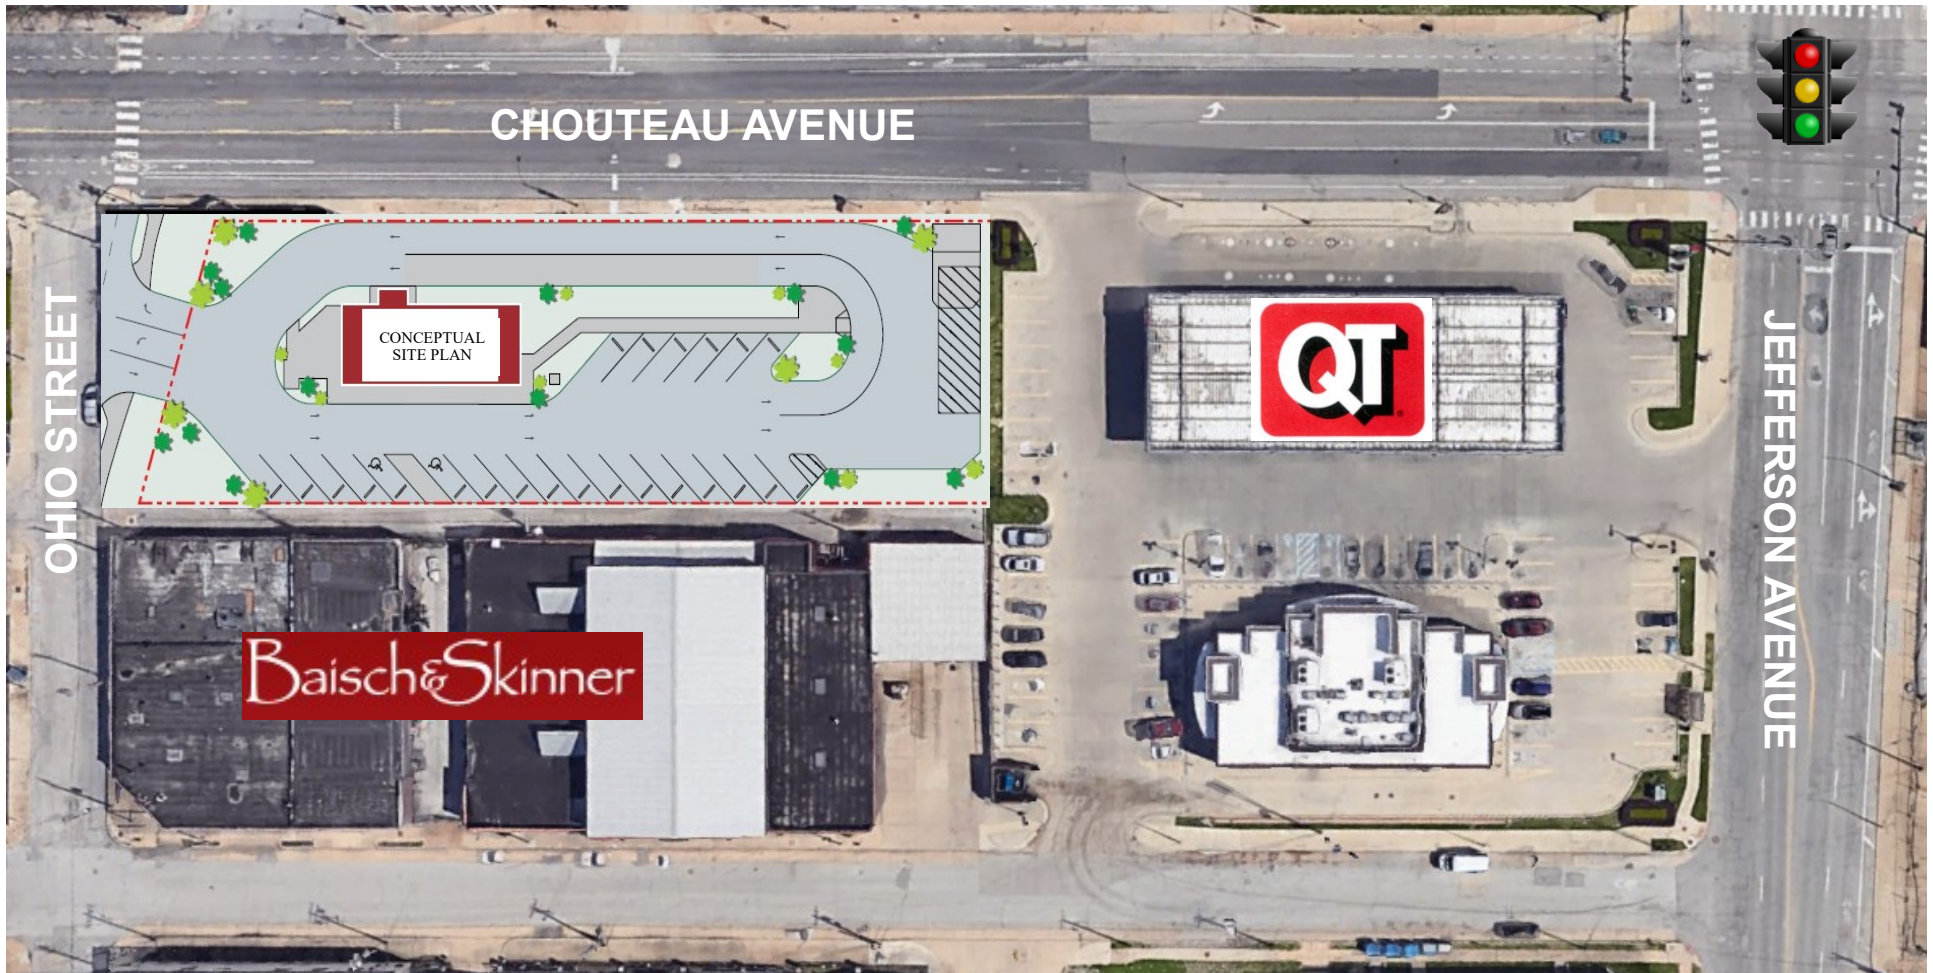 CHOUTEAU AVENUE
OHIO STREET
CONCEPTUAL
SITE PLAN
QT
JEFFERSON AVENUE
Baisch&Skinner